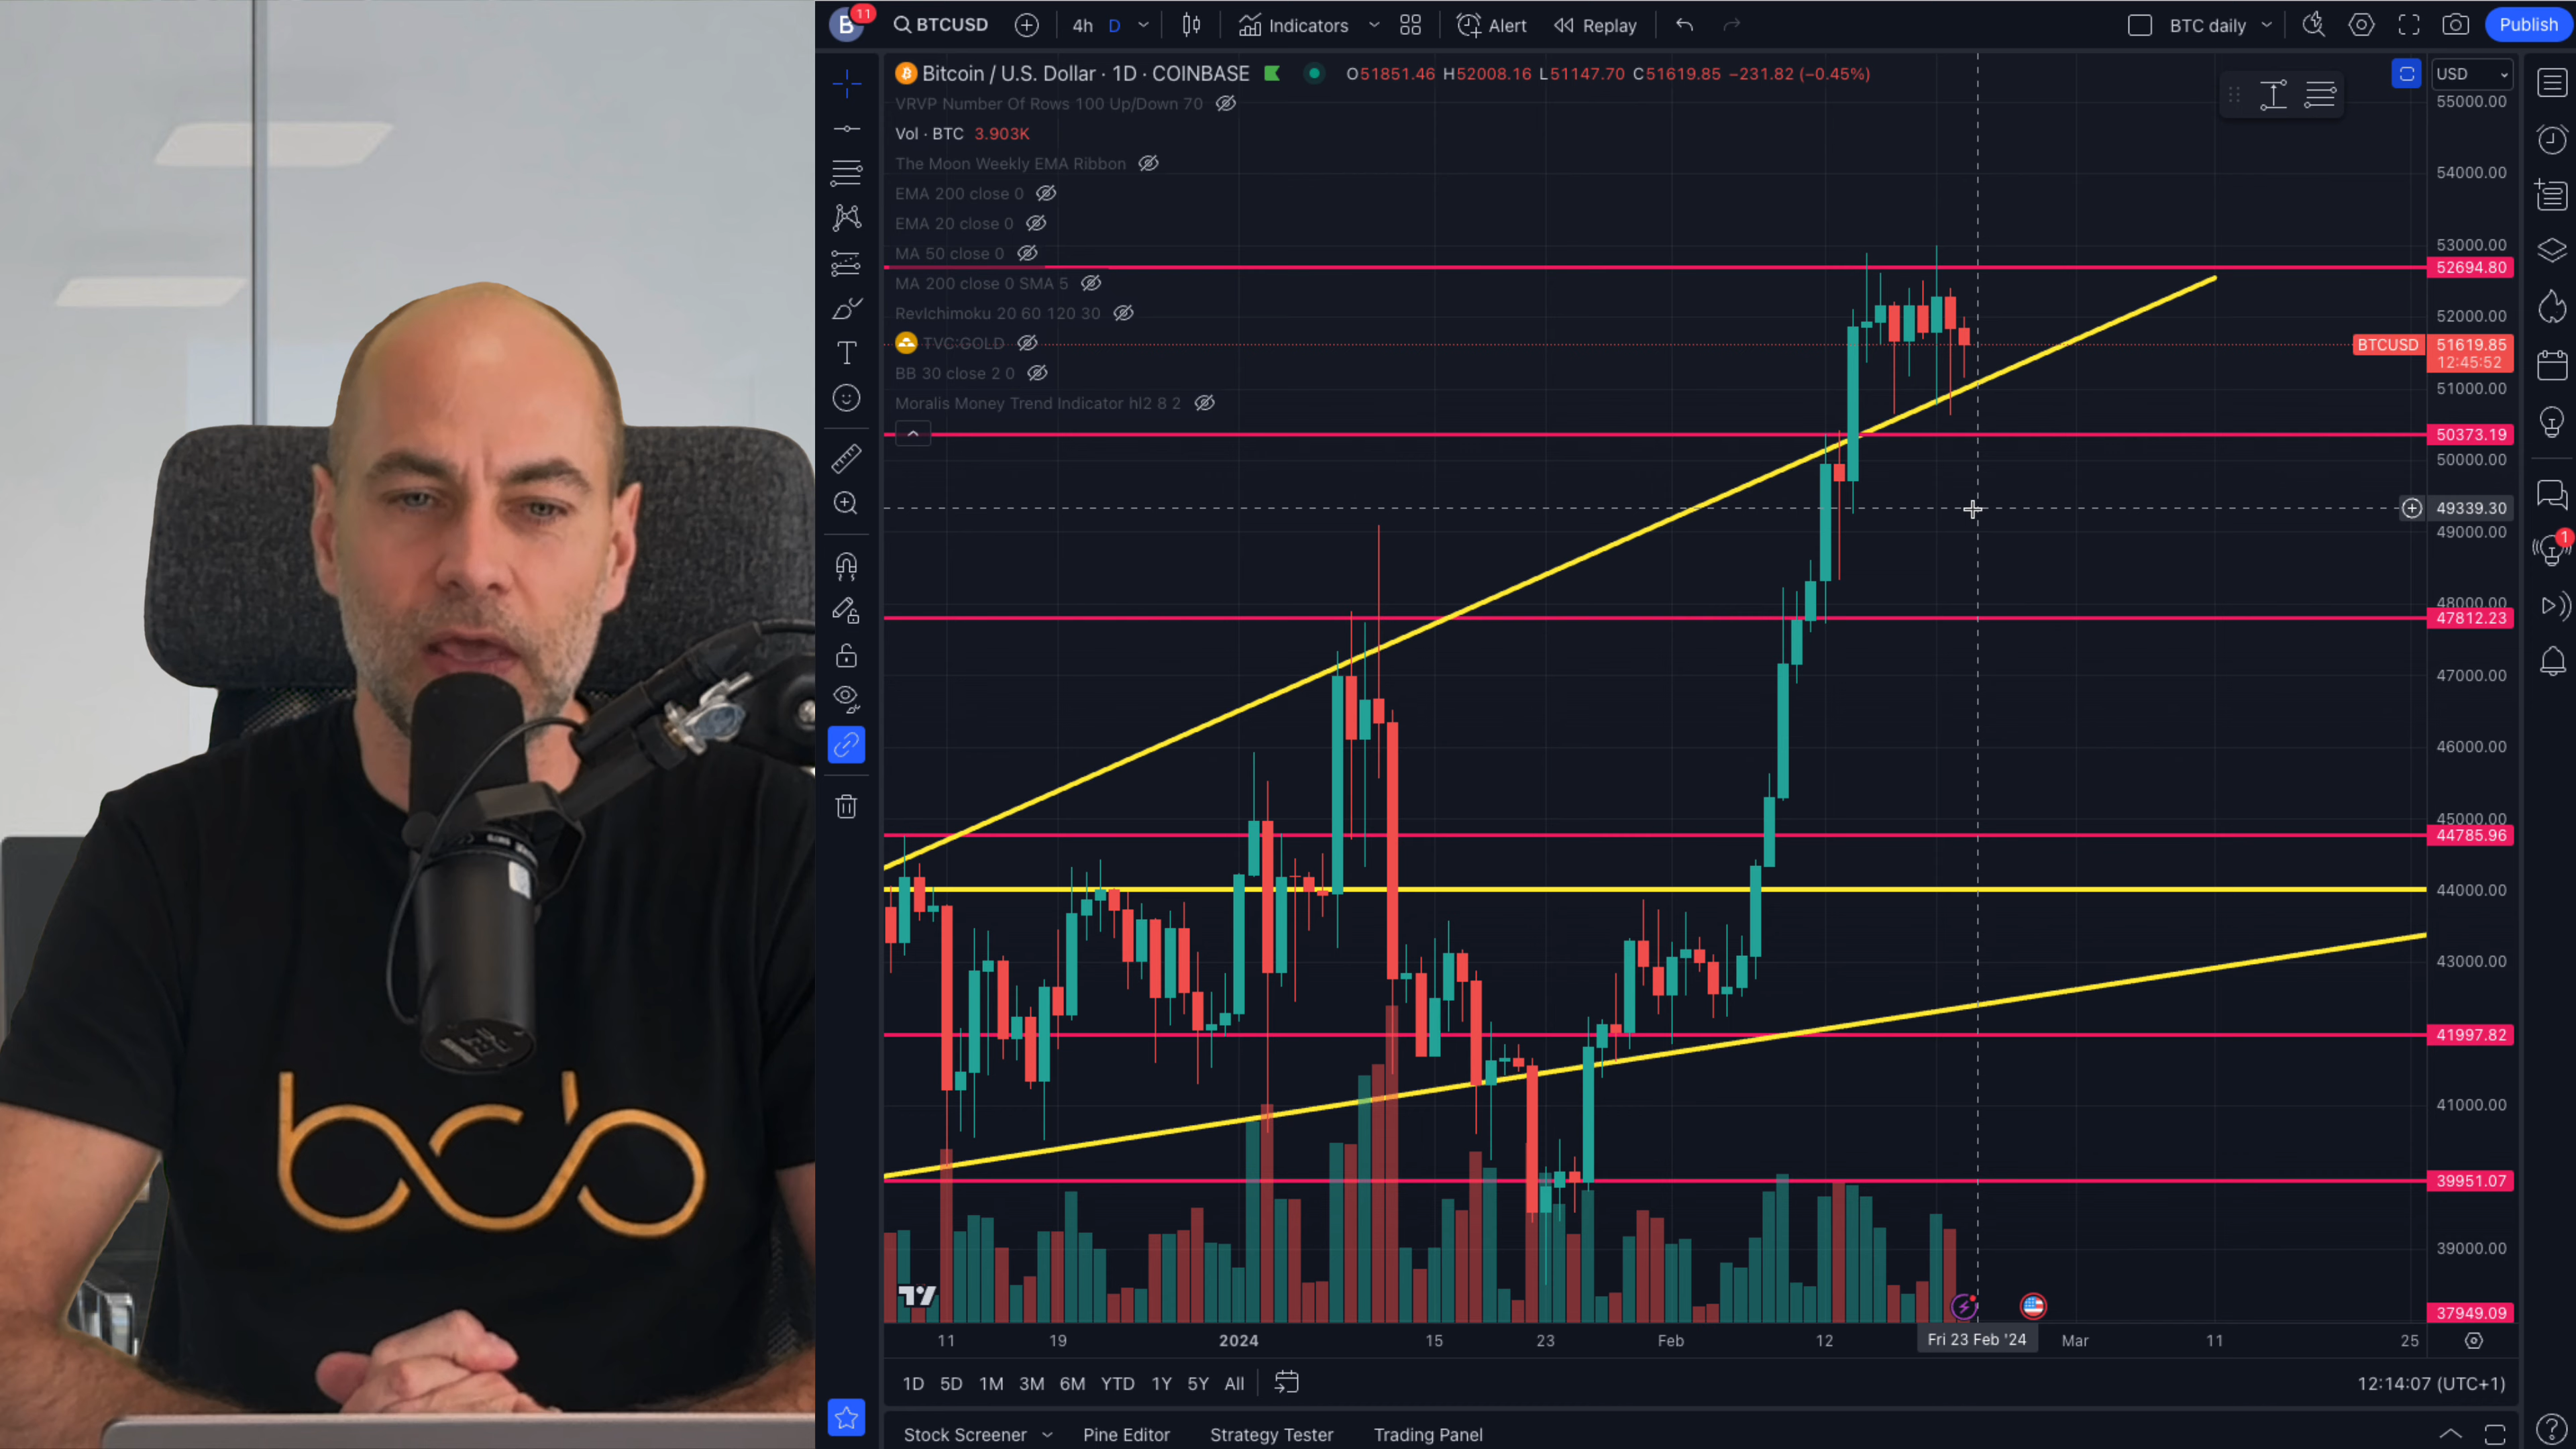 B 11 BTCUSD 4h D Indicators Alert Replay BTC daily Publish
Bitcoin / U.S. Dollar · 1D · COINBASE O51851.46 H52008.16 L51147.70 C51619.85 −231.82 (−0.45%) USD
55000.00
VRVP Number Of Rows 100 Up/Down 70
Vol · BTC 3.903K
The Moon Weekly EMA Ribbon
54000.00
EMA 200 close 0
EMA 20 close 0
53000.00
MA 50 close 0
52694.80
MA 200 close 0 SMA 5
RevIchimoku 20 60 120 30
52000.00
TVC:GOLD
BTCUSD 51619.85
12:45:52
BB 30 close 2 0
51000.00
Moralis Money Trend Indicator hl2 8 2
50373.19
50000.00
49339.30
49000.00
1
48000.00
47812.23
47000.00
46000.00
45000.00
44785.96
44000.00
43000.00
41997.82
41000.00
bcb
39951.07
39000.00
37949.09
11 19 2024 15 23 Feb 12 Fri 23 Feb '24 Mar 11 25
1D 5D 1M 3M 6M YTD 1Y 5Y All 12:14:07 (UTC+1)
Stock Screener Pine Editor Strategy Tester Trading Panel